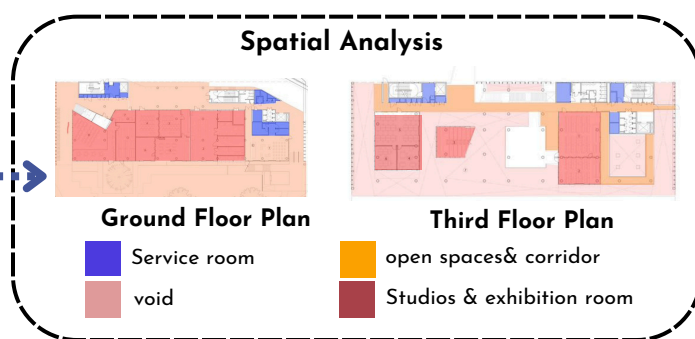 Spatial Analysis
Ground Floor Plan
Third Floor Plan
Service room
open spaces& corridor
void
Studios & exhibition room